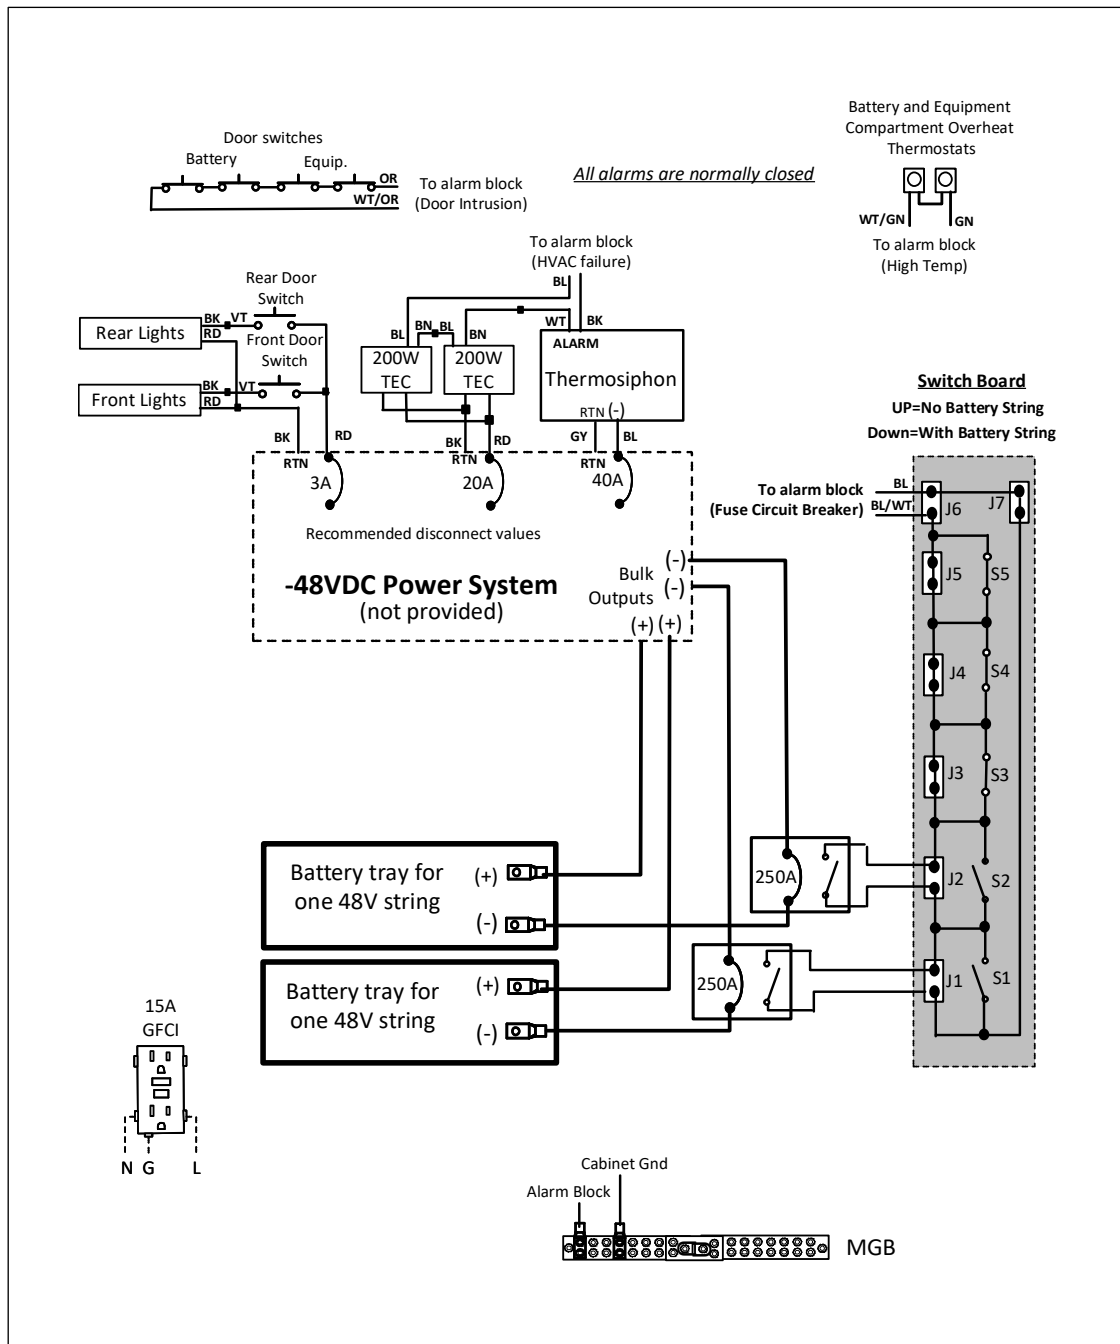 Door switches
Battery
Equip.
OR
WT/OR
To alarm block
(Door Intrusion)
All alarms are normally closed
Battery and Equipment
Compartment Overheat
Thermostats
WT/GN
GN
To alarm block
(High Temp)
To alarm block
(HVAC failure)
BL
Rear Door
Switch
Rear Lights
BK
VT
RD
Front Door
Switch
Front Lights
BK
VT
RD
BL
BN
BL
BN
WT
BK
200W
TEC
200W
TEC
ALARM
Thermosiphon
RTN
(-)
BK
RD
BK
RD
GY
BL
RTN
3A
RTN
20A
RTN
40A
Recommended disconnect values
-48VDC Power System
(not provided)
Bulk
Outputs
(-)
(-)
(+)
(+)
Switch Board
UP=No Battery String
Down=With Battery String
To alarm block
(Fuse Circuit Breaker)
BL
BL/WT
J6
J7
J5
S5
J4
S4
J3
S3
J2
S2
J1
S1
250A
250A
Battery tray for
one 48V string
(+)
(-)
Battery tray for
one 48V string
(+)
(-)
15A
GFCI
N
G
L
Cabinet Gnd
Alarm Block
MGB